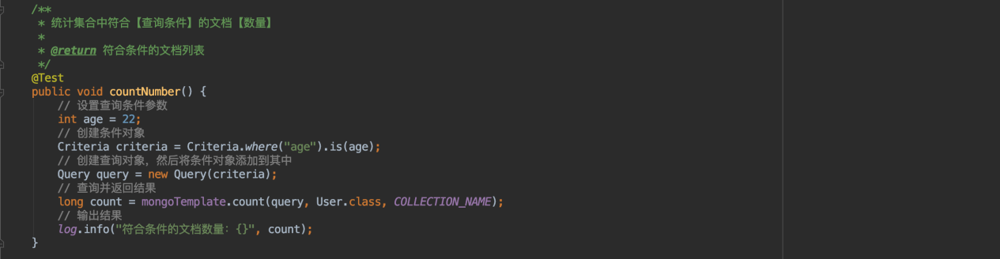 /**
 * 统计集合中符合【查询条件】的文档【数量】
 *
 * @return 符合条件的文档列表
 */
@Test
public void countNumber() {
    // 设置查询条件参数
    int age = 22;
    // 创建条件对象
    Criteria criteria = Criteria.where("age").is(age);
    // 创建查询对象，然后将条件对象添加到其中
    Query query = new Query(criteria);
    // 查询并返回结果
    long count = mongoTemplate.count(query, User.class, COLLECTION_NAME);
    // 输出结果
    log.info("符合条件的文档数量：{}", count);
}